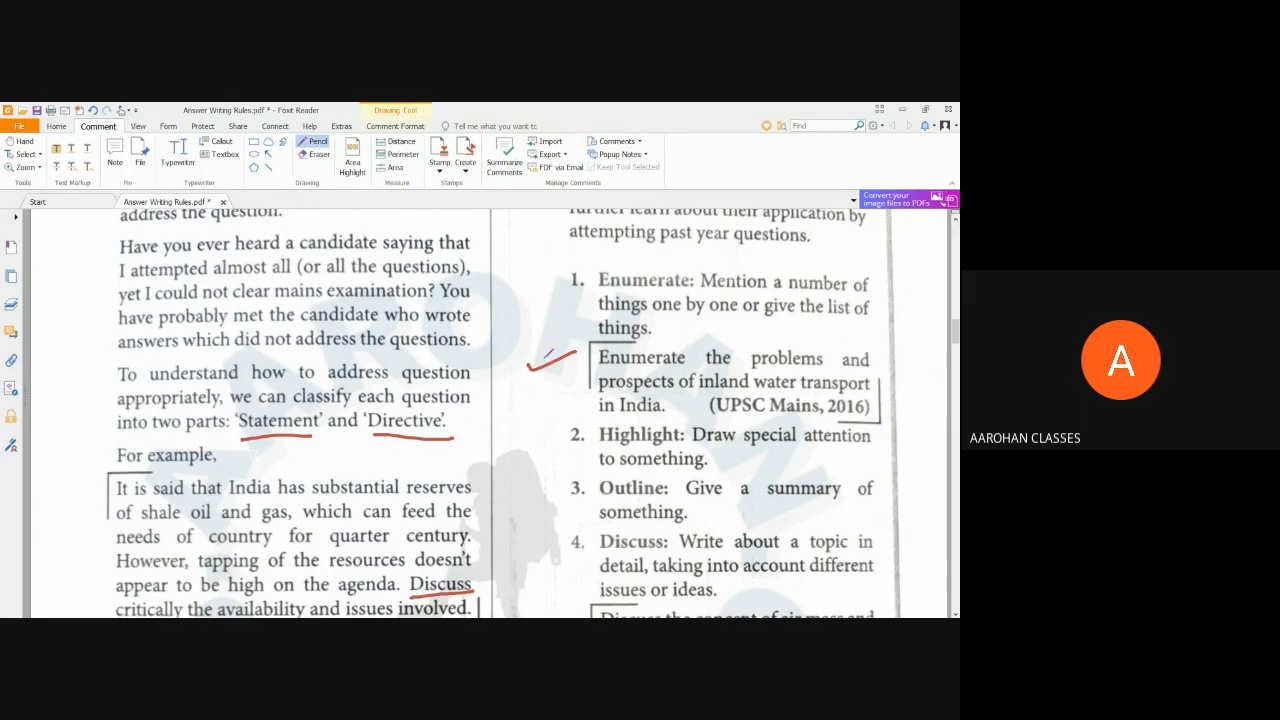 Answer Writing Rules.pdf * - Foxit Reader
Drawing Tool
File
Home
Comment
View
Form
Protect
Share
Connect
Help
Extras
Comment Format
Tell me what you want tc
Find
Hand
Select
Zoom
Tools
Text Markup
Note
File
Pin
Typewriter
Callout
Textbox
Typewriter
Pencil
Eraser
Drawing
Area
Highlight
Distance
Perimeter
Area
Measure
Stamp
Create
Stamps
Summarize
Comments
Import
Export
FDF via Email
Comments
Popup Notes
Keep Tool Selected
Manage Comments
Start
Answer Writing Rules.pdf *
Convert your
image files to PDFs
address the question.
Have you ever heard a candidate saying that
I attempted almost all (or all the questions),
yet I could not clear mains examination? You
have probably met the candidate who wrote
answers which did not address the questions.
To understand how to address question
appropriately, we can classify each question
into two parts: ‘Statement’ and ‘Directive’.
For example,
It is said that India has substantial reserves
of shale oil and gas, which can feed the
needs of country for quarter century.
However, tapping of the resources doesn’t
appear to be high on the agenda. Discuss
critically the availability and issues involved.
further learn about their application by
attempting past year questions.
1. Enumerate: Mention a number of
things one by one or give the list of
things.
Enumerate the problems and
prospects of inland water transport
in India. (UPSC Mains, 2016)
2. Highlight: Draw special attention
to something.
3. Outline: Give a summary of
something.
4. Discuss: Write about a topic in
detail, taking into account different
issues or ideas.
Discuss the concept of air mass and
AAROHAN
A
AAROHAN CLASSES